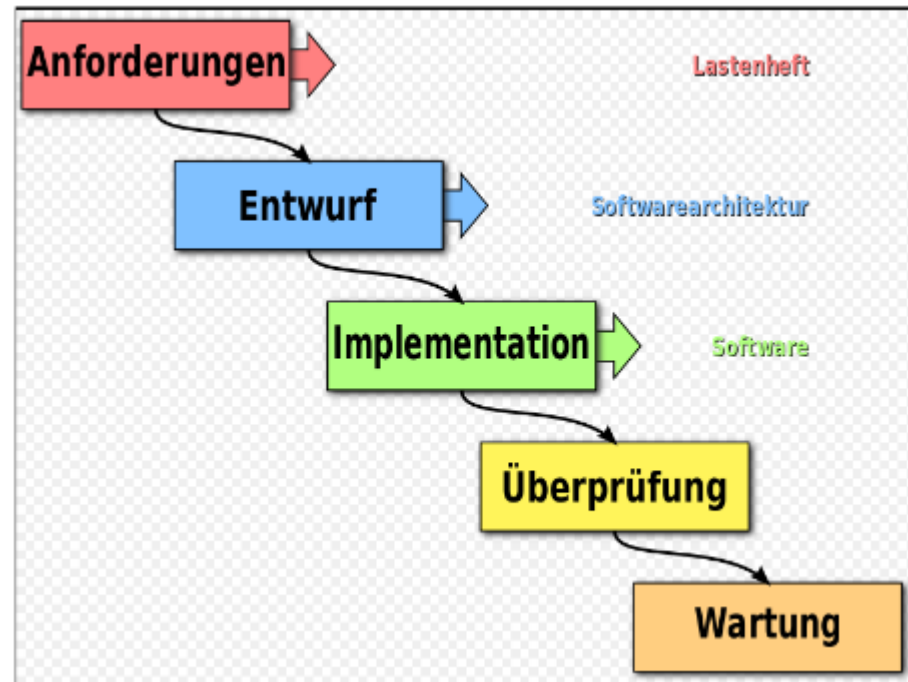 Anforderungen
Lastenheft
Entwurf
Softwarearchitektur
Implementation
Software
Überprüfung
Wartung